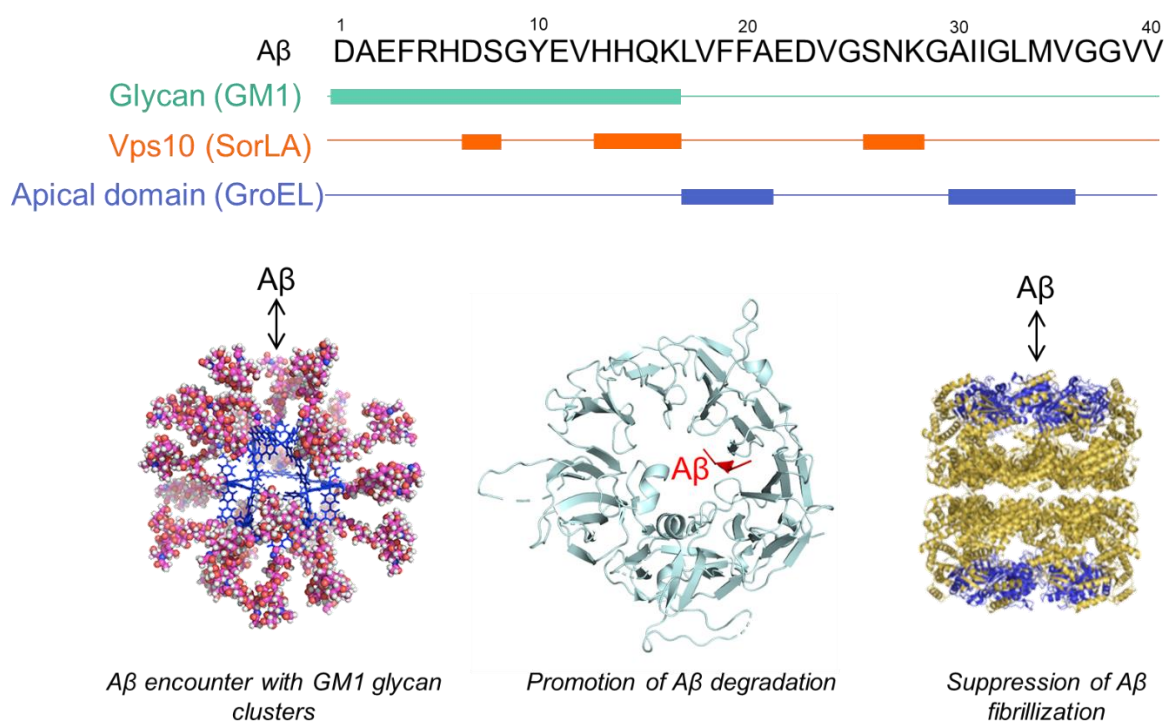 1 10 20 30 40
Aβ DAEFRHDSGYEVHHQKLVFFAEDVGSNKGAIIGLMVGGVV
Glycan (GM1)
Vps10 (SorLA)
Apical domain (GroEL)
Aβ
Aβ
Aβ
Aβ encounter with GM1 glycan
clusters
Promotion of Aβ degradation
Suppression of Aβ
fibrillization